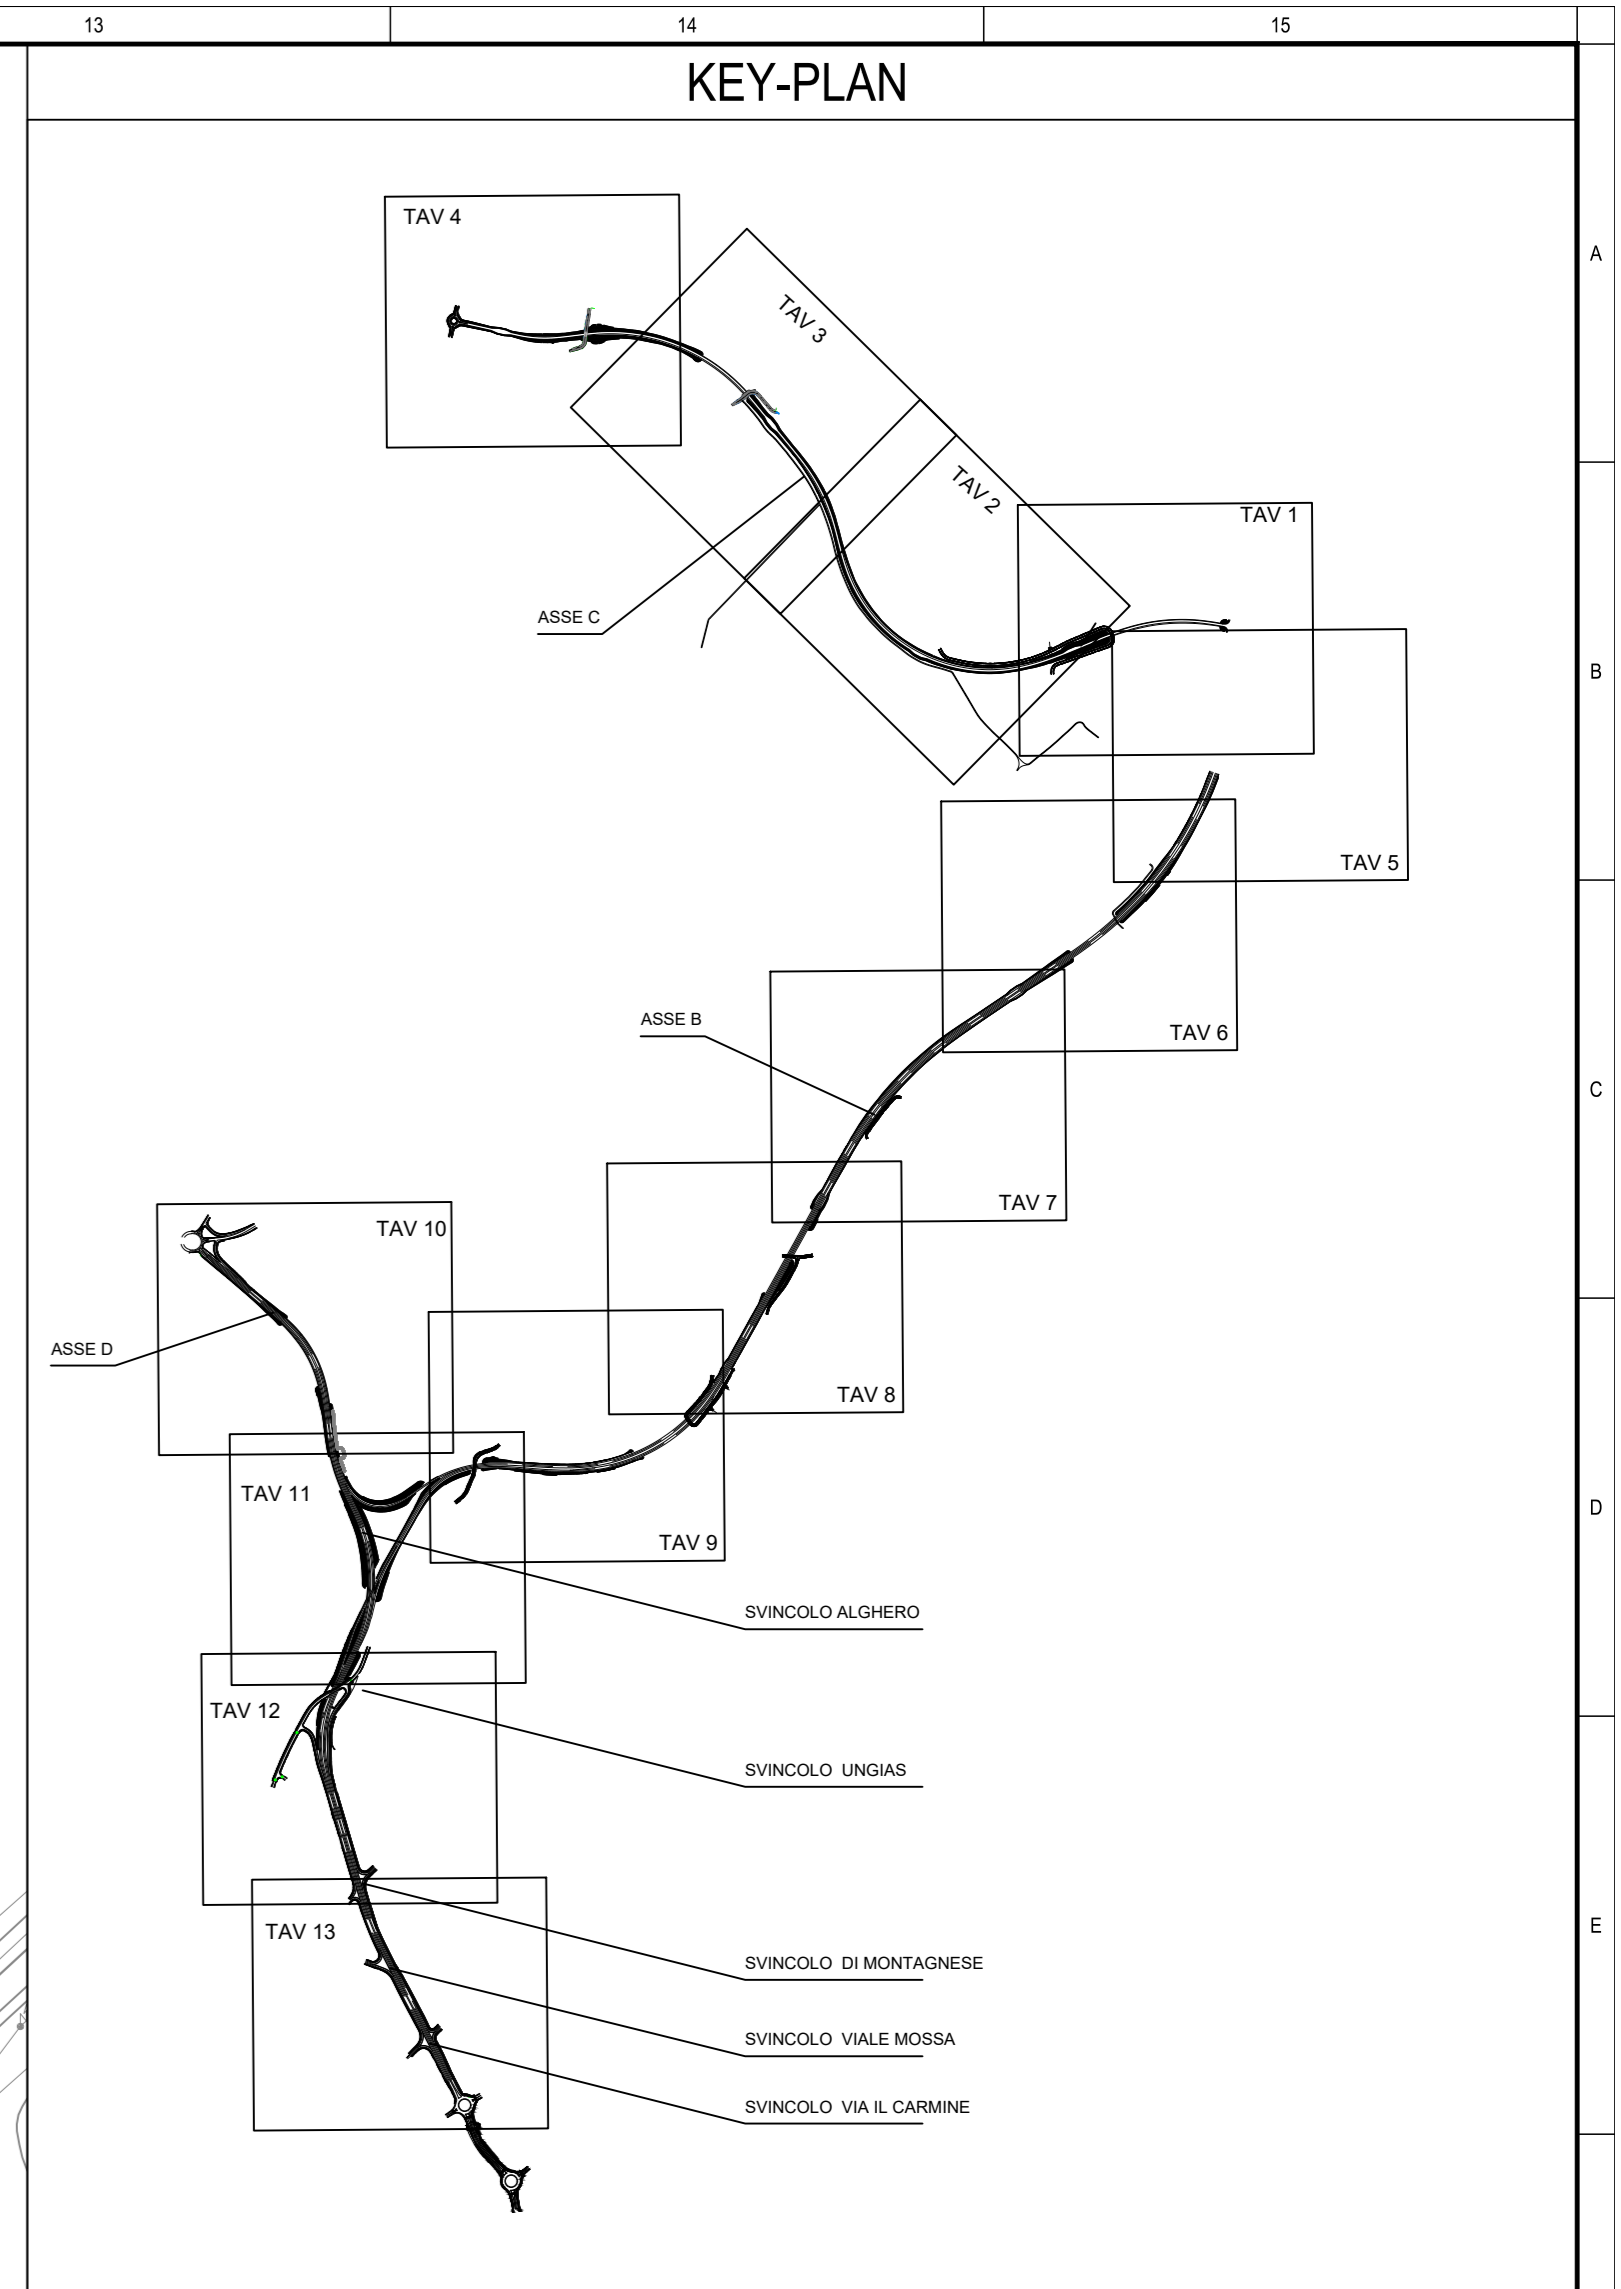 13
14
15
KEY-PLAN
A
TAV 4
TAV 3
TAV 2
TAV 1
ASSE C
B
TAV 5
ASSE B
TAV 6
C
TAV 7
TAV 10
ASSE D
TAV 8
TAV 11
D
TAV 9
SVINCOLO ALGHERO
TAV 12
SVINCOLO UNGIAS
E
TAV 13
SVINCOLO DI MONTAGNESE
SVINCOLO VIALE MOSSA
SVINCOLO VIA IL CARMINE